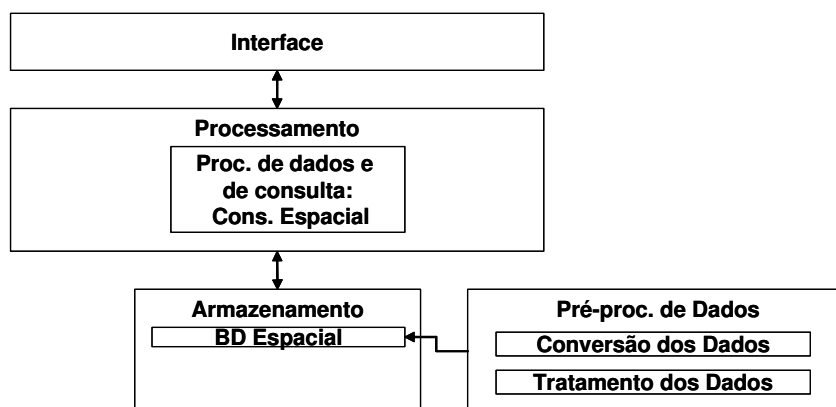 Interface
Processamento
Proc. de dados e
de consulta:
Cons. Espacial
Armazenamento
BD Espacial
Pré-proc. de Dados
Conversão dos Dados
Tratamento dos Dados